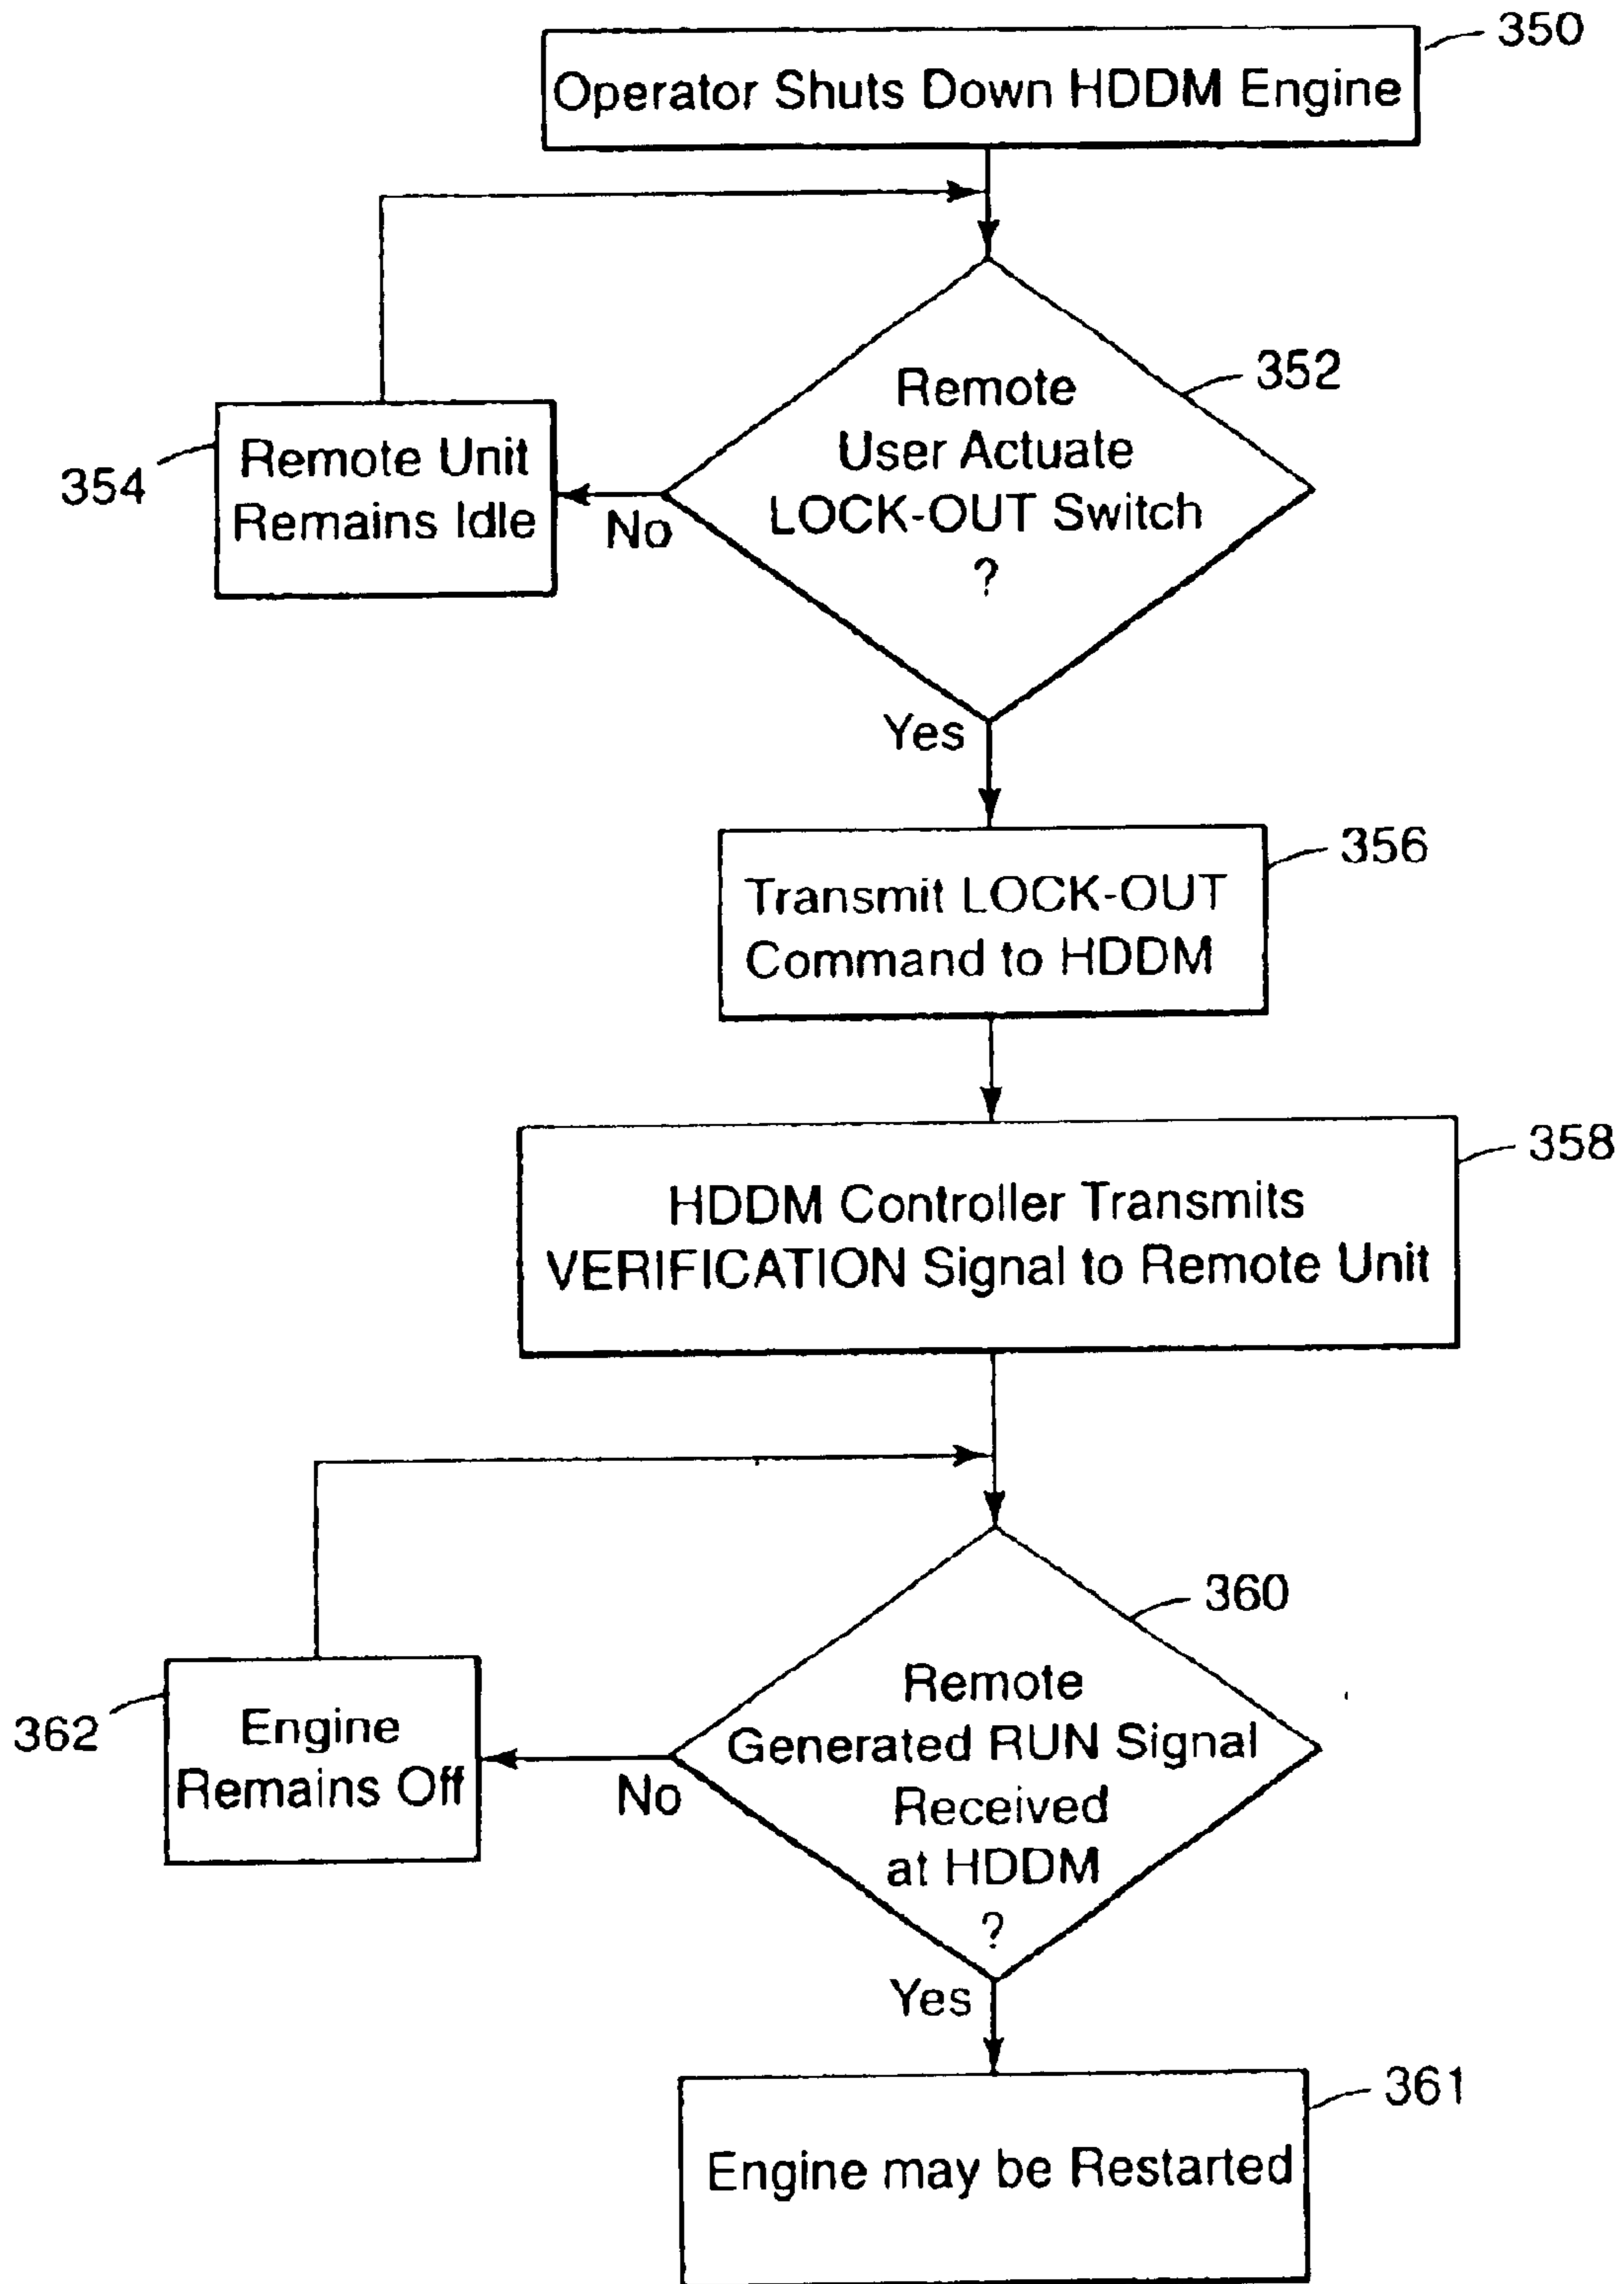 350
Operator Shuts Down HDDM Engine
352
Remote
User Actuate
LOCK-OUT Switch
?
354
Remote Unit
Remains Idle
No
Yes
356
Transmit LOCK-OUT
Command to HDDM
358
HDDM Controller Transmits
VERIFICATION Signal to Remote Unit
360
Remote
Generated RUN Signal
Received
at HDDM
?
362
Engine
Remains Off
No
Yes
361
Engine may be Restarted